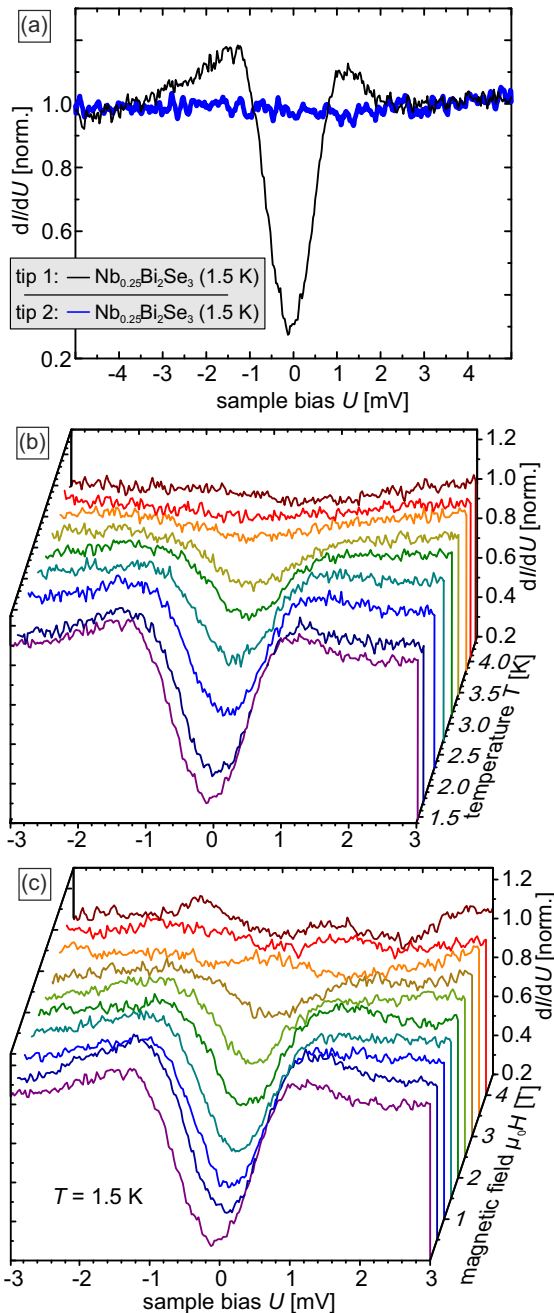 (a)
dI/dU [norm.]
1.0
0.8
0.6
0.2
tip 1: — Nb0.25Bi2Se3 (1.5 K)
tip 2: — Nb0.25Bi2Se3 (1.5 K)
-4 -3 -2 -1 0 1 2 3 4 5
sample bias U [mV]
(b)
1.2
1.0
0.8
0.6
0.4
0.2
dI/dU [norm.]
4.0
3.5
3.0
2.5
2.0
1.5
temperature T [K]
-3 -2 -1 0 1 2 3
(c)
1.2
1.0
0.8
0.6
0.4
0.2
dI/dU [norm.]
4
3
2
1
magnetic field μ0H [T]
T = 1.5 K
-3 -2 -1 0 1 2 3
sample bias U [mV]